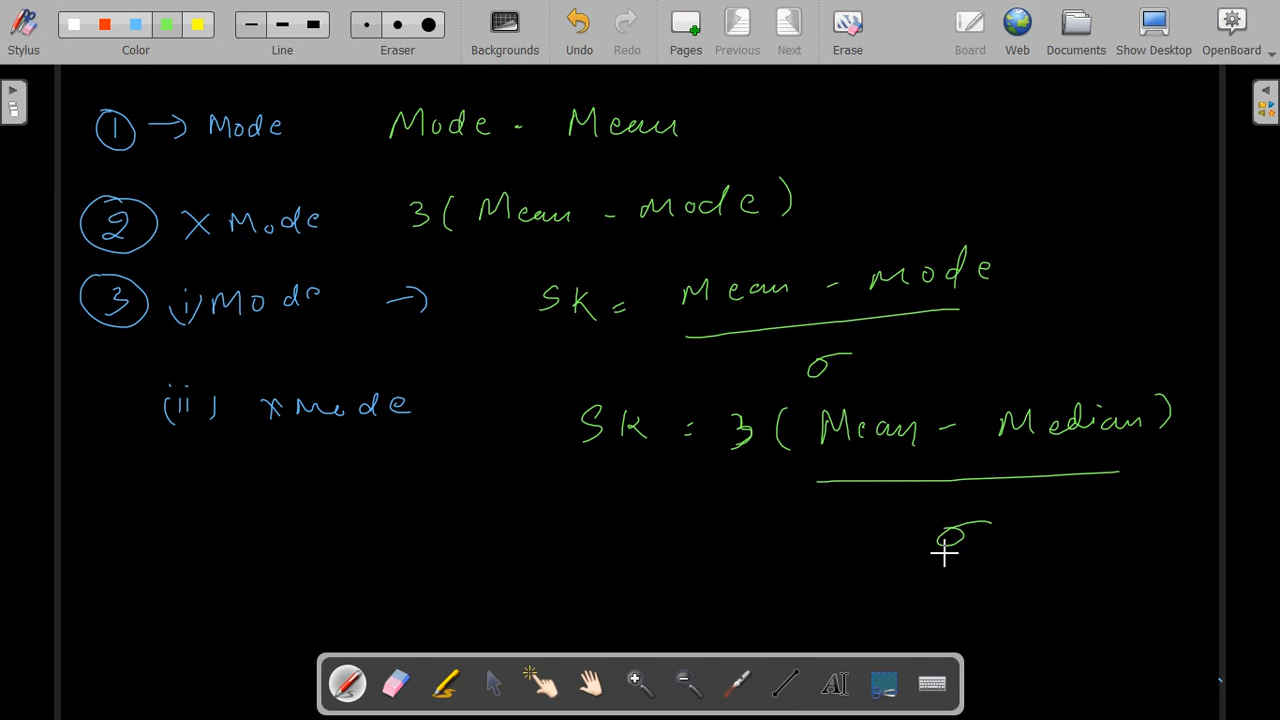 Stylus Color Line Eraser Backgrounds Undo Redo Pages Previous Next Erase Board Web Documents Show Desktop OpenBoard
① → Mode Mode - Mean
② X Mode 3 ( Mean - Mode )
③ i) Mode → SK = Mean - Mode
σ
(ii) x Mode SK = 3 ( Mean - Median )
σ
AI